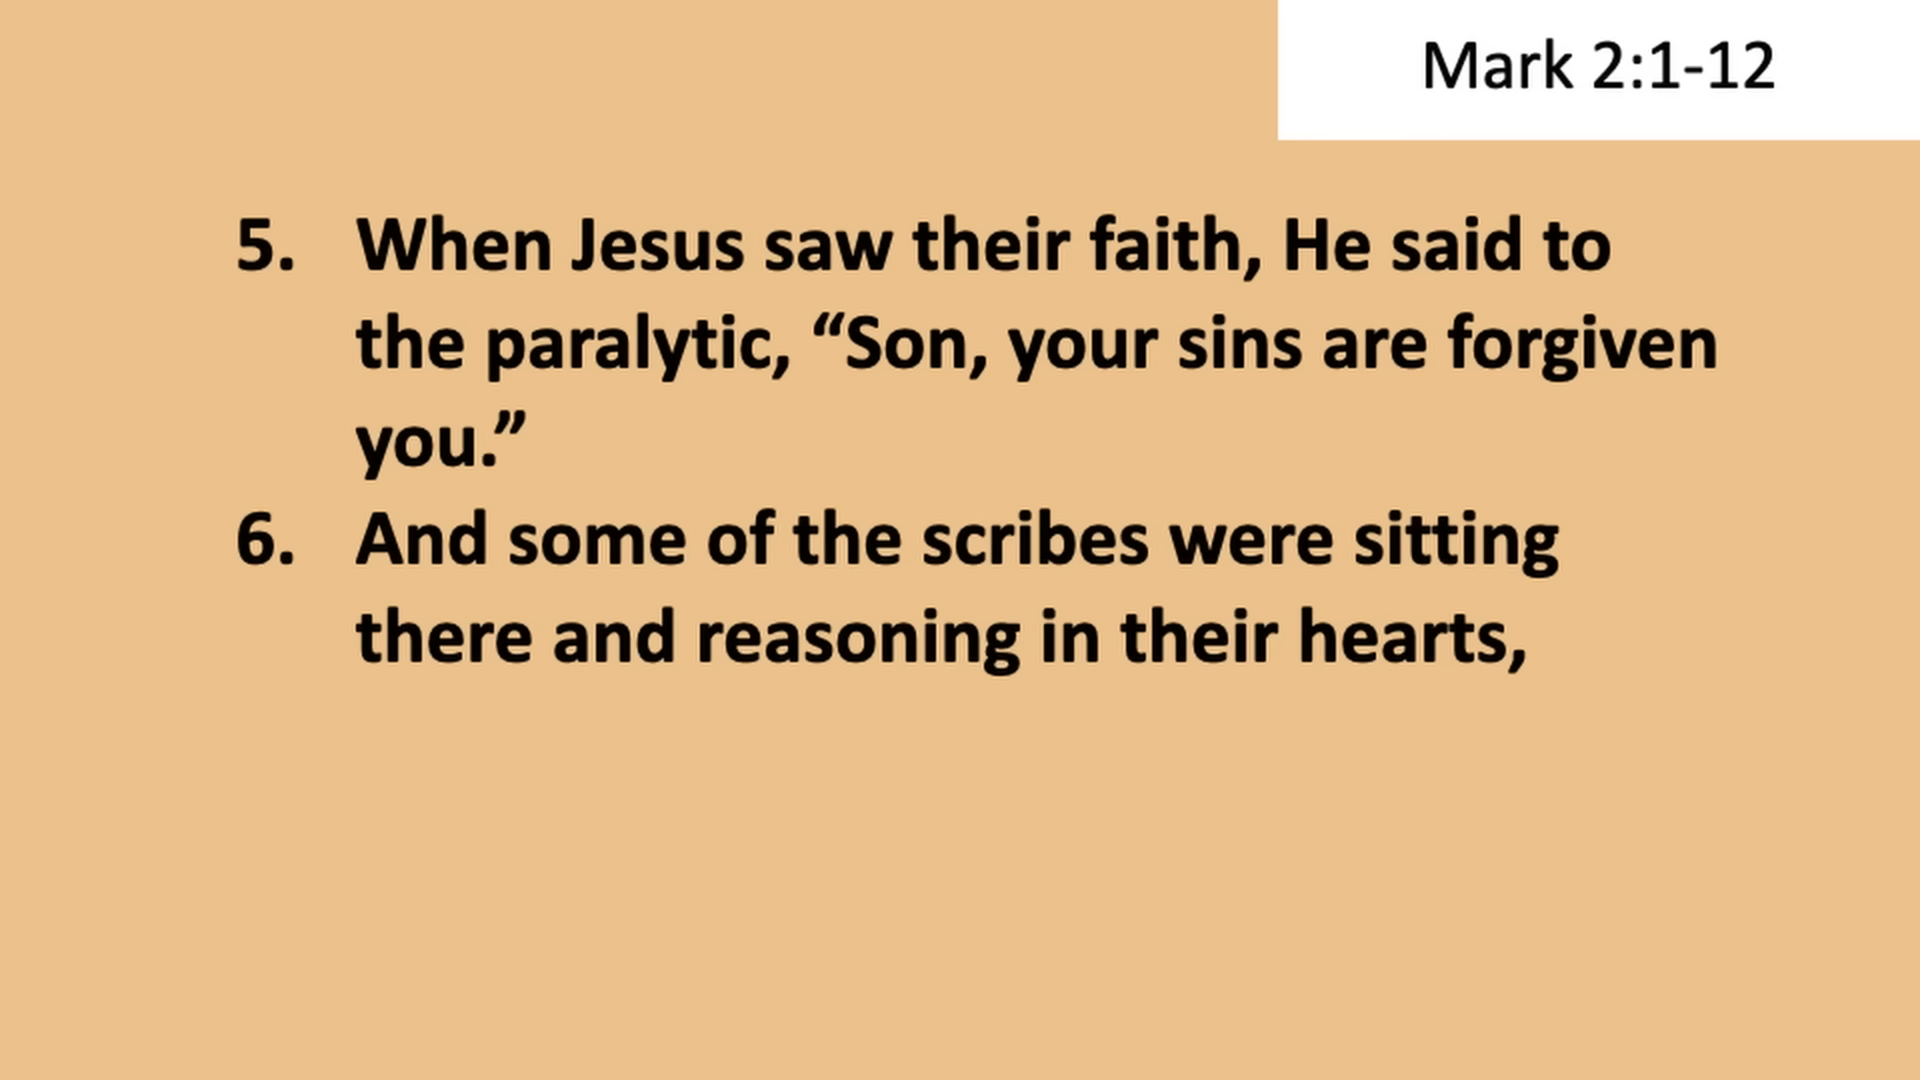 Mark 2:1-12
5. When Jesus saw their faith, He said to
the paralytic, “Son, your sins are forgiven
you.”
6. And some of the scribes were sitting
there and reasoning in their hearts,